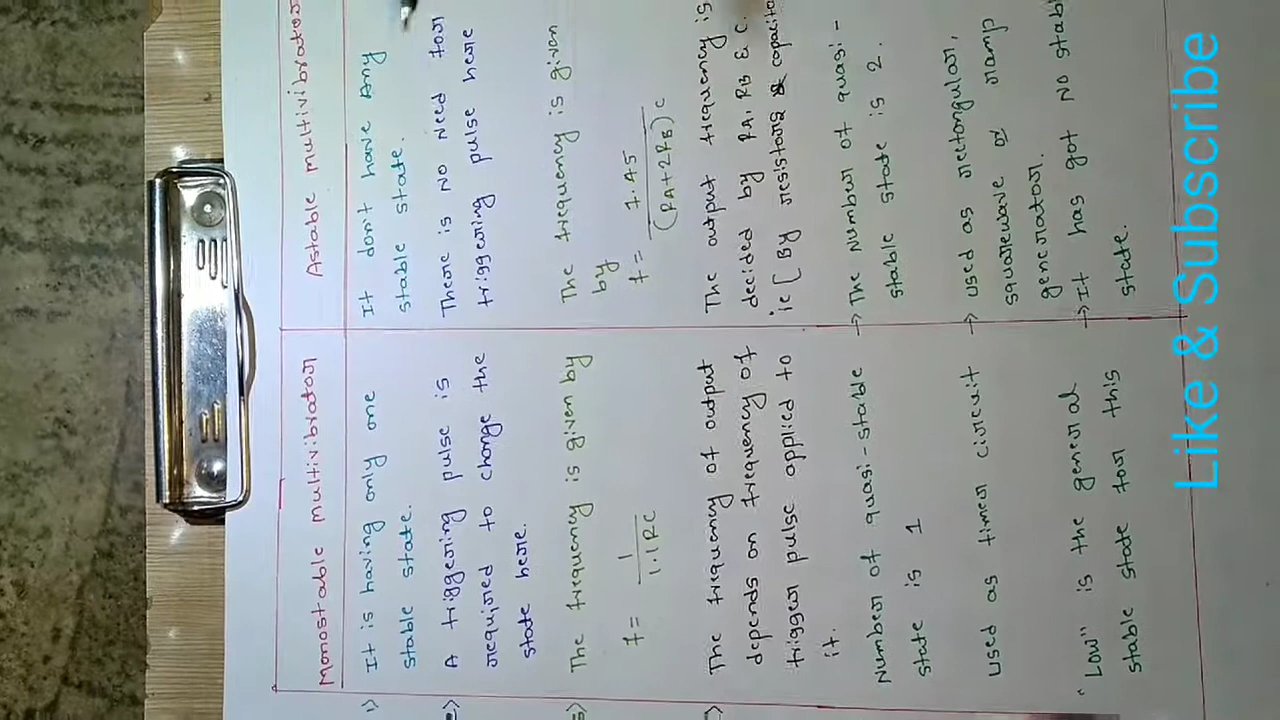 Monostable multivibrator
Astable multivibrator
1) It is having only one
stable state.
It don't have Any
stable state.
A triggering pulse is
required to change the
state here.
There is NO Need for
triggering pulse here
The frequency is given by
f = 1 / 1.1RC
The frequency is given
by
f = 1.45 / (RA+2RB)C
The frequency of output
depends on frequency of
trigger pulse applied to
it.
The output frequency is
decided by RA, RB & C.
ie [By resistors & capacito
Number of quasi-stable
state is 1
→ The Number of quasi-
stable state is 2.
Used as timer circuit
→ used as rectangular,
squarewave or ramp
generator.
"Low" is the general
stable state for this
→ It has got NO stabl
state.
Like & Subscribe